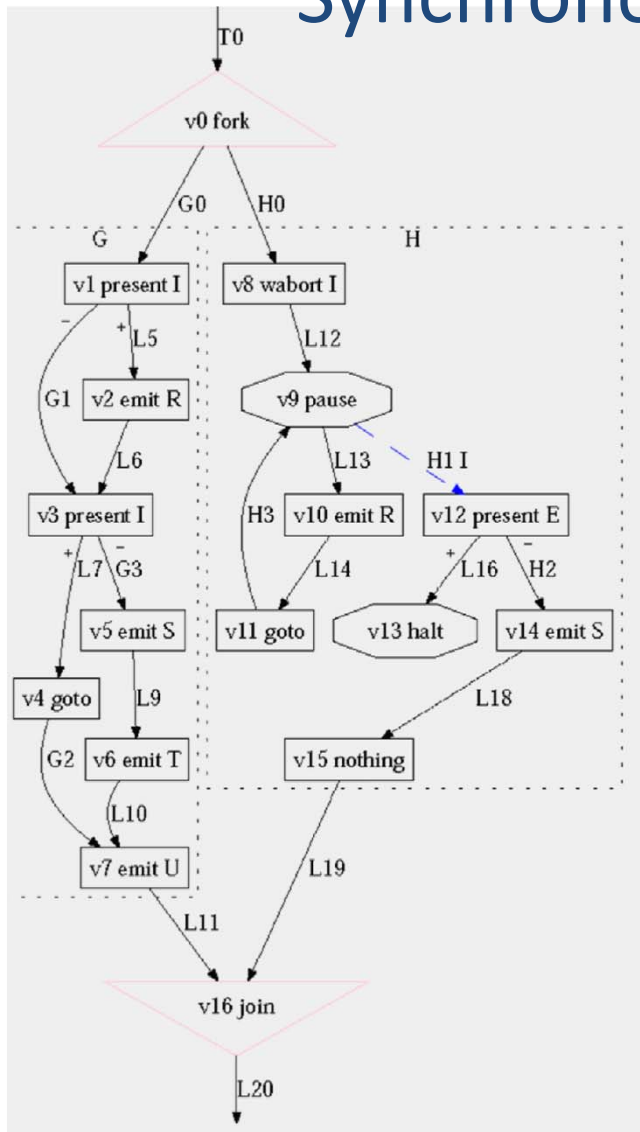 Synchrono
T0
v0 fork
G0
H0
G
H
v1 present I
v8 wabort I
-
+
L5
L12
G1
v2 emit R
v9 pause
L6
L13
H1 I
v3 present I
H3
v10 emit R
v12 present E
+
L7
-
G3
L14
+
L16
-
H2
v5 emit S
v11 goto
v13 halt
v14 emit S
v4 goto
L9
L18
G2
v6 emit T
v15 nothing
L10
v7 emit U
L19
L11
v16 join
L20